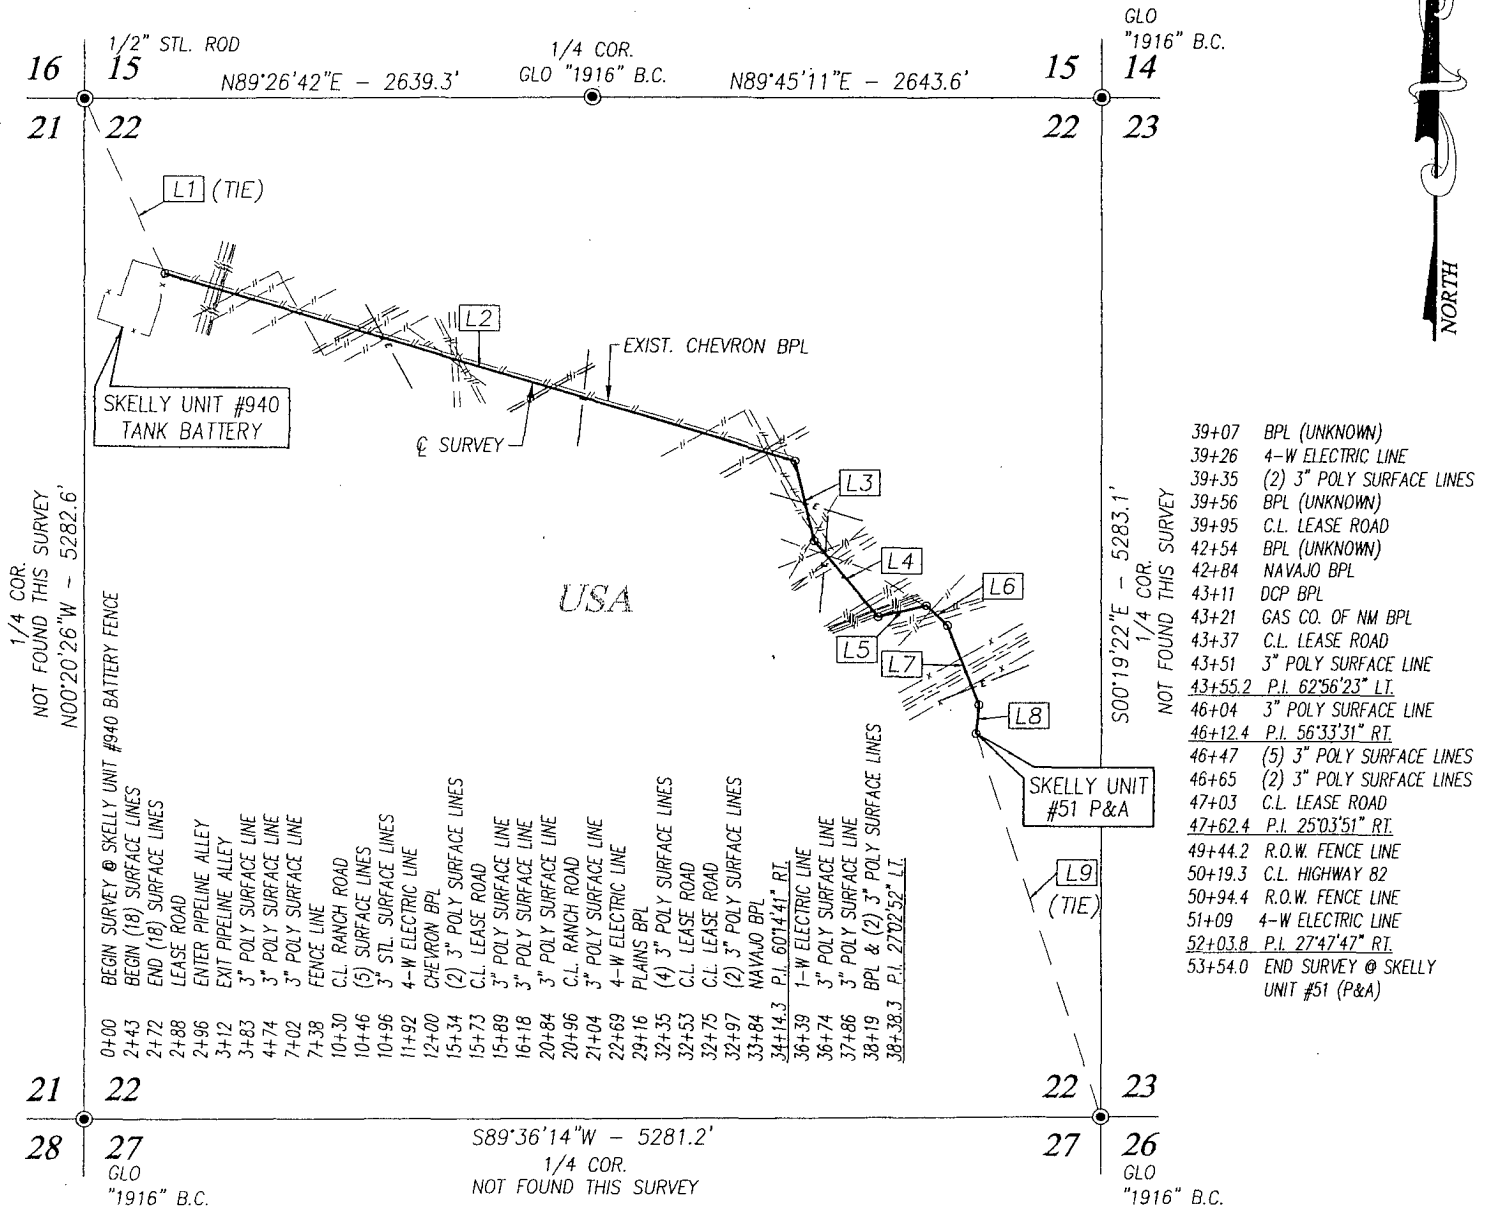 GLO
"1916" B.C.
1/2" STL. ROD
1/4 COR.
GLO "1916" B.C.
16 15
15 14
N89°26'42"E - 2639.3'
N89°45'11"E - 2643.6'
21 22
22 23
L1 (TIE)
NORTH
L2
EXIST. CHEVRON BPL
SKELLY UNIT #940
TANK BATTERY
℄ SURVEY
L3
L4
L5
L6
L7
L8
USA
SKELLY UNIT
#51 P&A
L9
(TIE)
1/4 COR.
NOT FOUND THIS SURVEY
N00°20'26"W - 5282.6'
S00°19'22"E - 5283.1'
1/4 COR.
NOT FOUND THIS SURVEY
0+00 BEGIN SURVEY @ SKELLY UNIT #940 BATTERY FENCE
2+43 BEGIN (18) SURFACE LINES
2+72 END (18) SURFACE LINES
2+88 LEASE ROAD
2+96 ENTER PIPELINE ALLEY
3+12 EXIT PIPELINE ALLEY
3+83 3" POLY SURFACE LINE
4+74 3" POLY SURFACE LINE
7+02 3" POLY SURFACE LINE
7+38 FENCE LINE
10+30 C.L. RANCH ROAD
10+46 (5) SURFACE LINES
10+96 3" STL. SURFACE LINES
11+92 4-W ELECTRIC LINE
12+00 CHEVRON BPL
15+34 (2) 3" POLY SURFACE LINES
15+73 C.L. LEASE ROAD
15+89 3" POLY SURFACE LINE
16+18 3" POLY SURFACE LINE
20+84 3" POLY SURFACE LINE
20+96 C.L. RANCH ROAD
21+04 3" POLY SURFACE LINE
22+69 4-W ELECTRIC LINE
29+16 PLAINS BPL
32+35 (4) 3" POLY SURFACE LINES
32+53 C.L. LEASE ROAD
32+75 C.L. LEASE ROAD
32+97 (2) 3" POLY SURFACE LINES
33+84 NAVAJO BPL
34+14.3 P.I. 60°14'41" RT.
36+39 1-W ELECTRIC LINE
36+74 3" POLY SURFACE LINE
37+86 3" POLY SURFACE LINE
38+19 BPL & (2) 3" POLY SURFACE LINES
38+38.3 P.I. 27°02'52" LT.
39+07 BPL (UNKNOWN)
39+26 4-W ELECTRIC LINE
39+35 (2) 3" POLY SURFACE LINES
39+56 BPL (UNKNOWN)
39+95 C.L. LEASE ROAD
42+54 BPL (UNKNOWN)
42+84 NAVAJO BPL
43+11 DCP BPL
43+21 GAS CO. OF NM BPL
43+37 C.L. LEASE ROAD
43+51 3" POLY SURFACE LINE
43+55.2 P.I. 62°56'23" LT.
46+04 3" POLY SURFACE LINE
46+12.4 P.I. 56°33'31" RT.
46+47 (5) 3" POLY SURFACE LINES
46+65 (2) 3" POLY SURFACE LINES
47+03 C.L. LEASE ROAD
47+62.4 P.I. 25°03'51" RT.
49+44.2 R.O.W. FENCE LINE
50+19.3 C.L. HIGHWAY 82
50+94.4 R.O.W. FENCE LINE
51+09 4-W ELECTRIC LINE
52+03.8 P.I. 27°47'47" RT.
53+54.0 END SURVEY @ SKELLY
UNIT #51 (P&A)
21 22
22 23
28 27
27 26
S89°36'14"W - 5281.2'
1/4 COR.
NOT FOUND THIS SURVEY
GLO
"1916" B.C.
GLO
"1916" B.C.